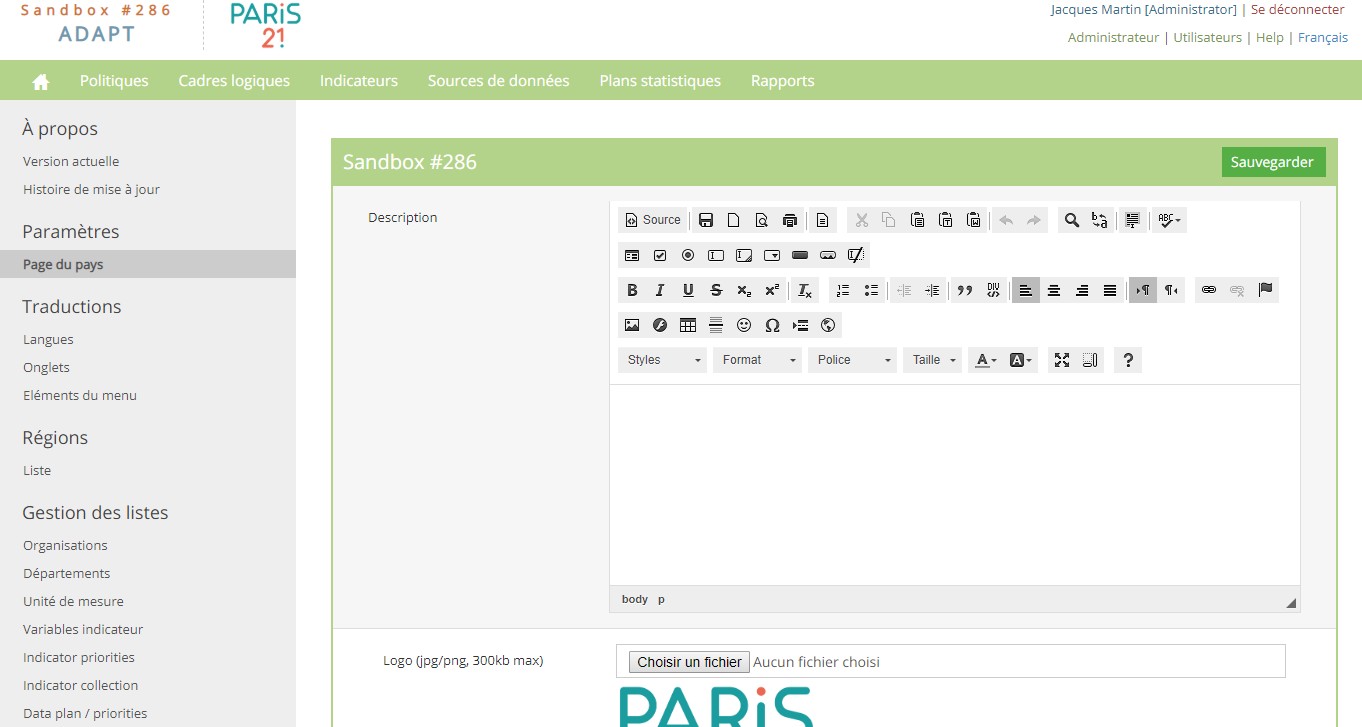 Sandbox #286
ADAPT
PARiS
21!
Jacques Martin [Administrator] | Se déconnecter
Administrateur | Utilisateurs | Help | Français
Politiques Cadres logiques Indicateurs Sources de données Plans statistiques Rapports
À propos
Version actuelle
Histoire de mise à jour
Paramètres
Page du pays
Traductions
Langues
Onglets
Eléments du menu
Régions
Liste
Gestion des listes
Organisations
Départements
Unité de mesure
Variables indicateur
Indicator priorities
Indicator collection
Data plan / priorities
Sandbox #286 Sauvegarder
Description
Source
Styles Format Police Taille
body p
Logo (jpg/png, 300kb max) Choisir un fichier Aucun fichier choisi
PARiS